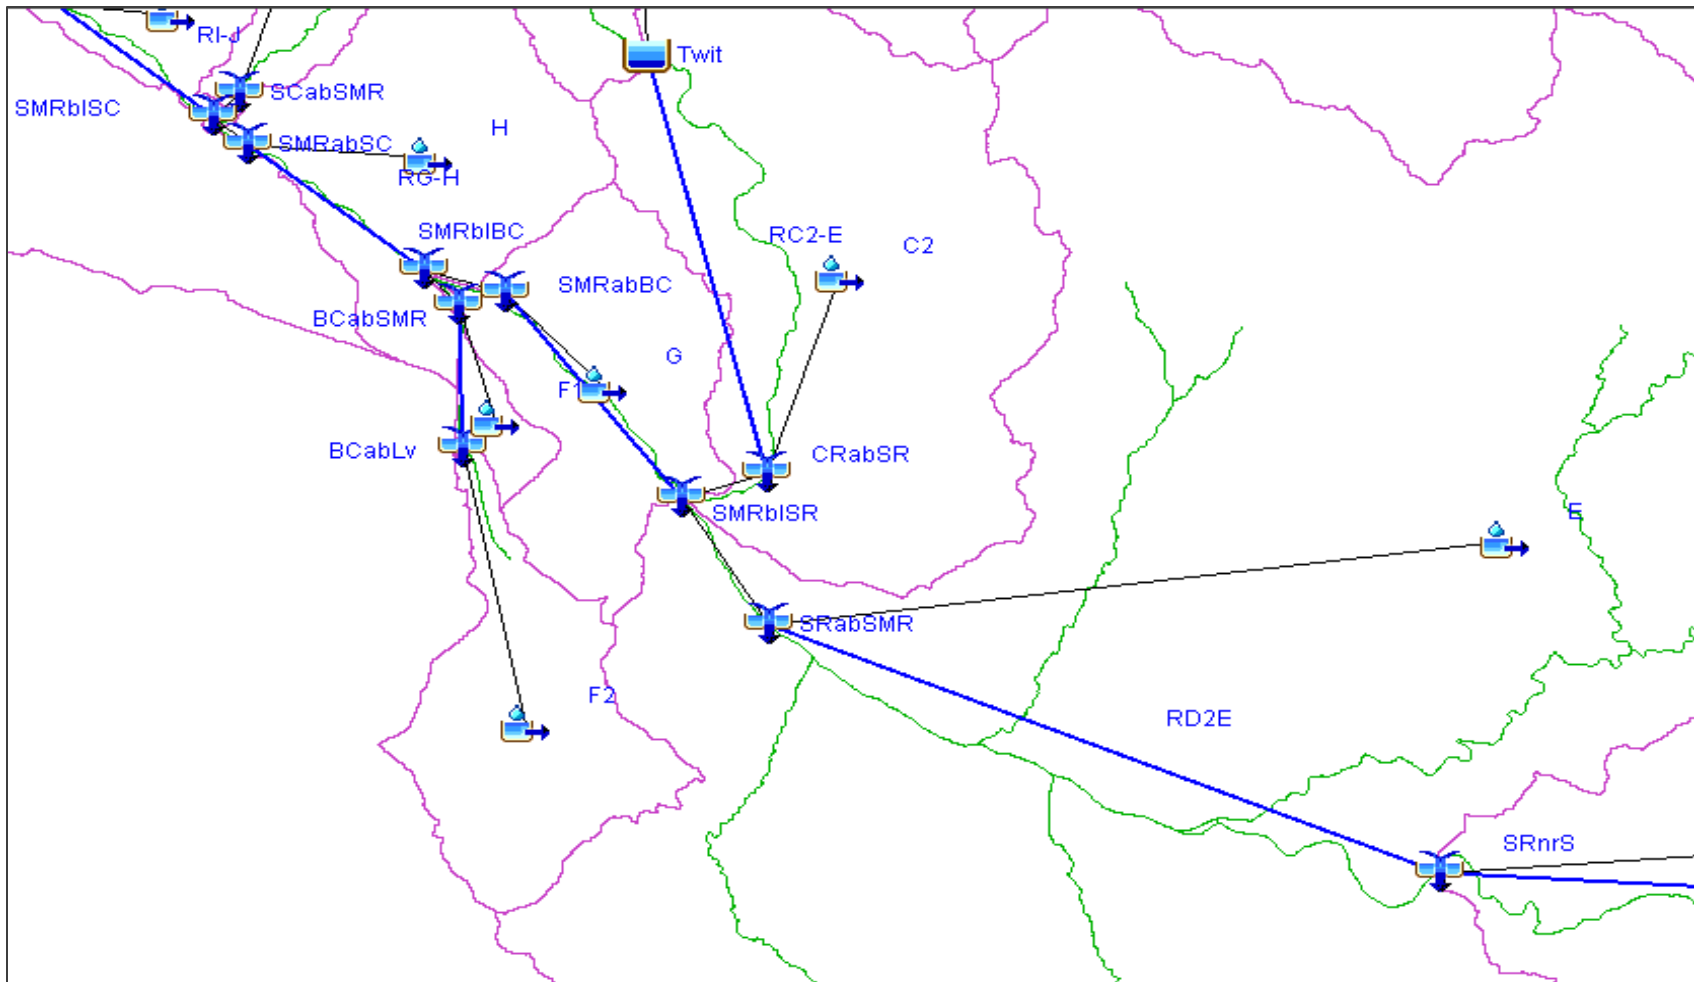 RI-J
Twit
SCabSMR
SMRblSC
H
SMRabSC
RG-H
SMRblBC
RC2-E
C2
SMRabBC
BCabSMR
G
F1
BCabLv
CRabSR
SMRblSR
E
SRabSMR
F2
RD2E
SRnrS